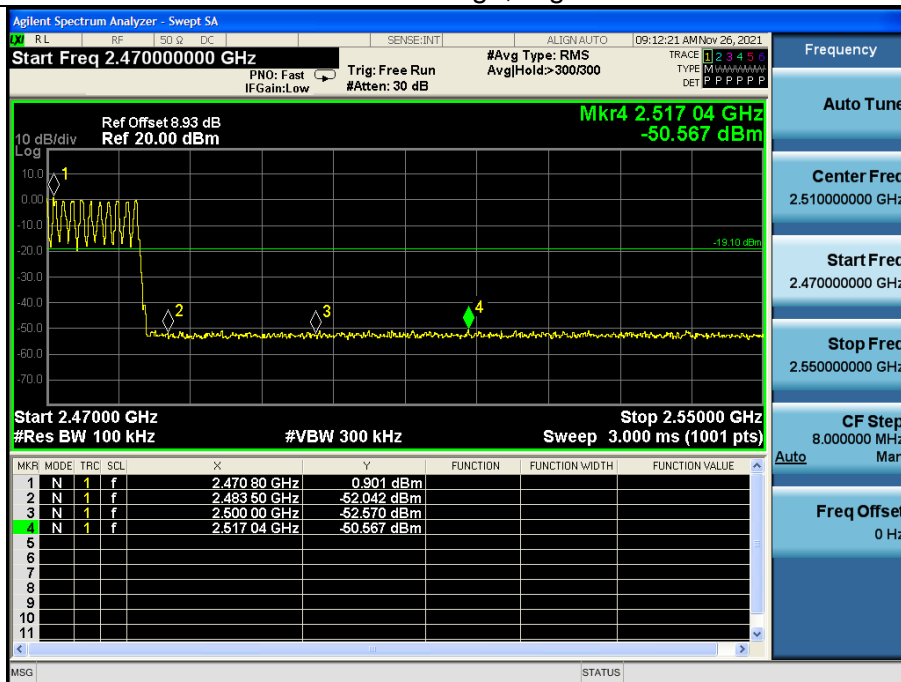 Agilent Spectrum Analyzer - Swept SA
LXI RL RF 50 Ω DC SENSE:INT ALIGN AUTO 09:12:21 AM Nov 26, 2021
Start Freq 2.470000000 GHz
PNO: Fast
IFGain:Low
Trig: Free Run
#Atten: 30 dB
#Avg Type: RMS
Avg|Hold:>300/300
TRACE 1 2 3 4 5 6
TYPE M WWWWW
DET P P P P P P
Mkr4 2.517 04 GHz
-50.567 dBm
Ref Offset 8.93 dB
10 dB/div Ref 20.00 dBm
Log
10.0
0.00
-10.0
-20.0
-30.0
-40.0
-50.0
-60.0
-70.0
1
2
3
4
-19.10 dBm
Start 2.47000 GHz Stop 2.55000 GHz
#Res BW 100 kHz #VBW 300 kHz Sweep 3.000 ms (1001 pts)
MKR MODE TRC SCL X Y FUNCTION FUNCTION WIDTH FUNCTION VALUE
1 N 1 f 2.470 80 GHz 0.901 dBm
2 N 1 f 2.483 50 GHz -52.042 dBm
3 N 1 f 2.500 00 GHz -52.570 dBm
4 N 1 f 2.517 04 GHz -50.567 dBm
5
6
7
8
9
10
11
MSG STATUS
Frequency
Auto Tune
Center Freq
2.510000000 GHz
Start Freq
2.470000000 GHz
Stop Freq
2.550000000 GHz
CF Step
8.000000 MHz
Auto Man
Freq Offset
0 Hz